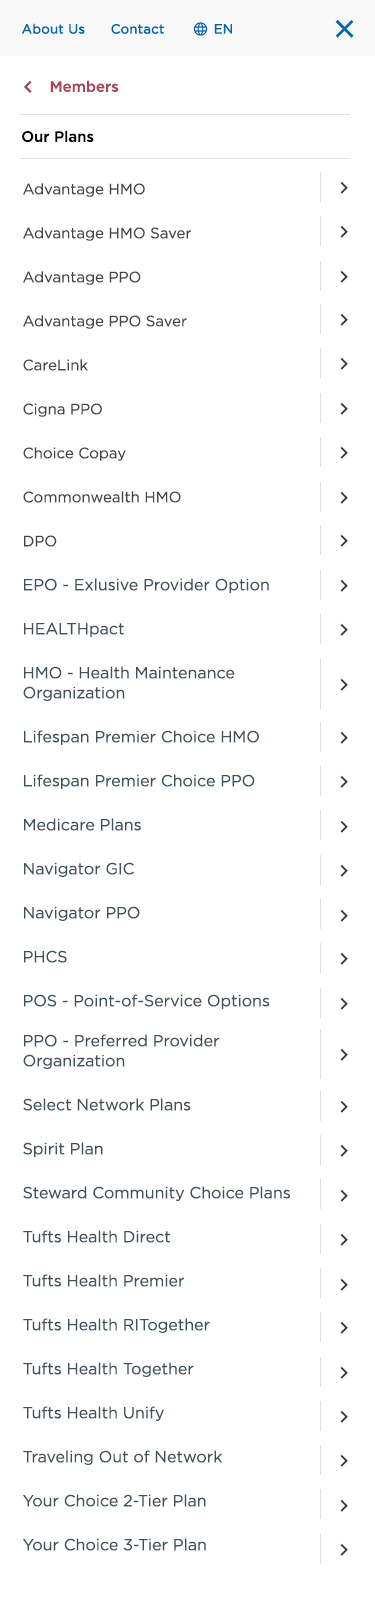 About Us Contact EN
Members
Our Plans
Advantage HMO
Advantage HMO Saver
Advantage PPO
Advantage PPO Saver
CareLink
Cigna PPO
Choice Copay
Commonwealth HMO
DPO
EPO - Exlusive Provider Option
HEALTHpact
HMO - Health Maintenance
Organization
Lifespan Premier Choice HMO
Lifespan Premier Choice PPO
Medicare Plans
Navigator GIC
Navigator PPO
PHCS
POS - Point-of-Service Options
PPO - Preferred Provider
Organization
Select Network Plans
Spirit Plan
Steward Community Choice Plans
Tufts Health Direct
Tufts Health Premier
Tufts Health RITogether
Tufts Health Together
Tufts Health Unify
Traveling Out of Network
Your Choice 2-Tier Plan
Your Choice 3-Tier Plan